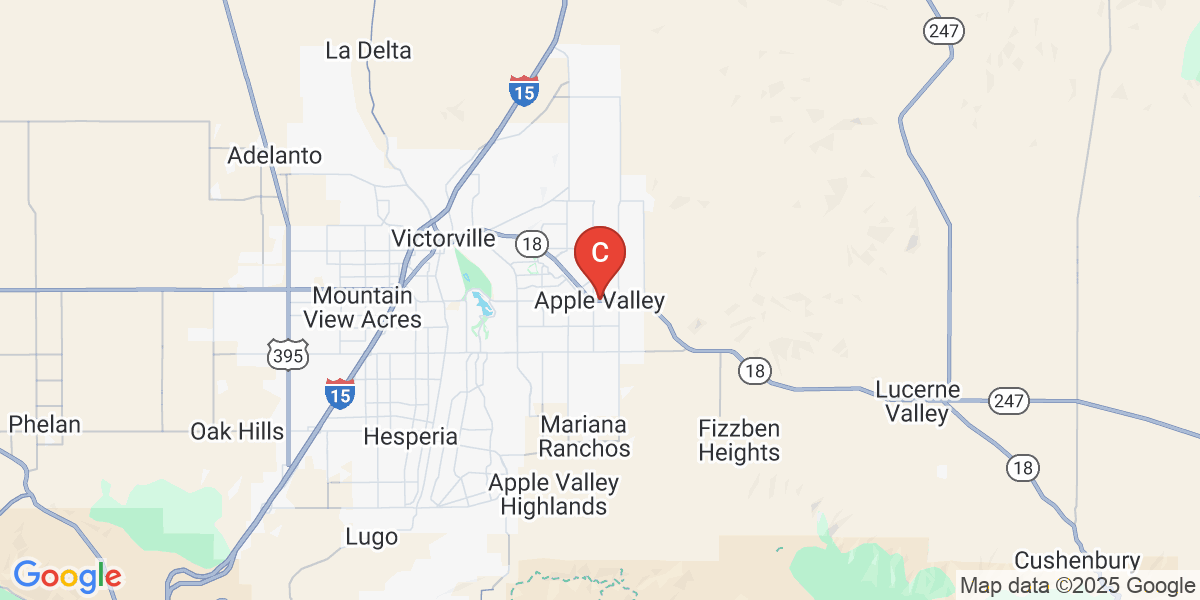 La Delta
247
15
Adelanto
Victorville
18
C
Mountain
View Acres
Apple Valley
395
15
18
Lucerne
Valley
247
Phelan
Oak Hills
Hesperia
Mariana
Ranchos
Fizzben
Heights
18
Apple Valley
Highlands
Lugo
Cushenbury
Google
Map data ©2025 Google